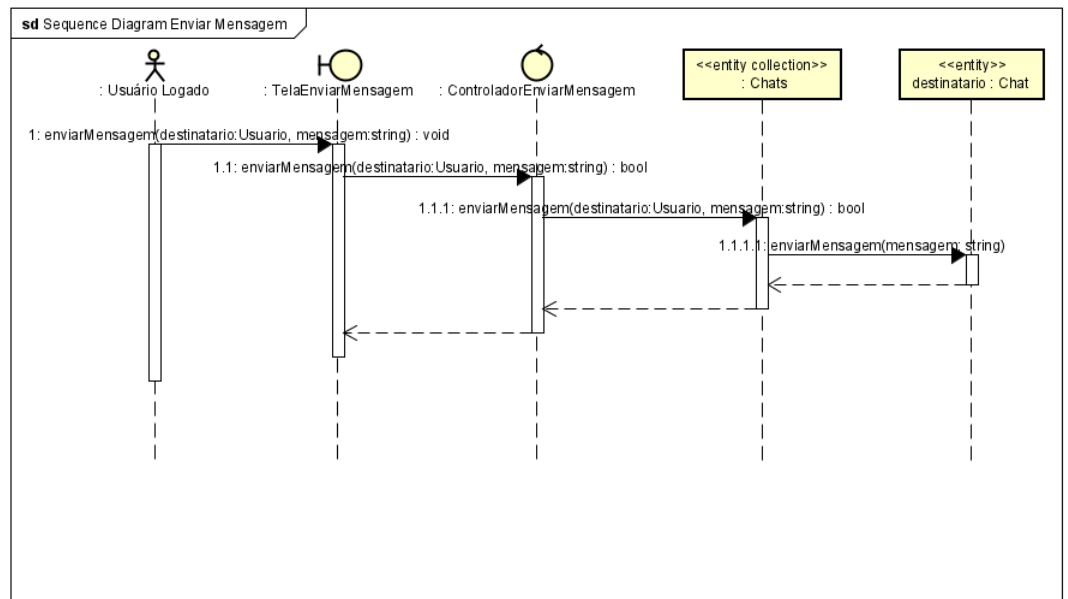 sd Sequence Diagram Enviar Mensagem
: Usuário Logado
: TelaEnviarMensagem
: ControladorEnviarMensagem
<<entity collection>>
: Chats
<<entity>>
destinatario : Chat
1: enviarMensagem(destinatario:Usuario, mensagem:string) : void
1.1: enviarMensagem(destinatario:Usuario, mensagem:string) : bool
1.1.1: enviarMensagem(destinatario:Usuario, mensagem:string) : bool
1.1.1.1: enviarMensagem(mensagem: string)